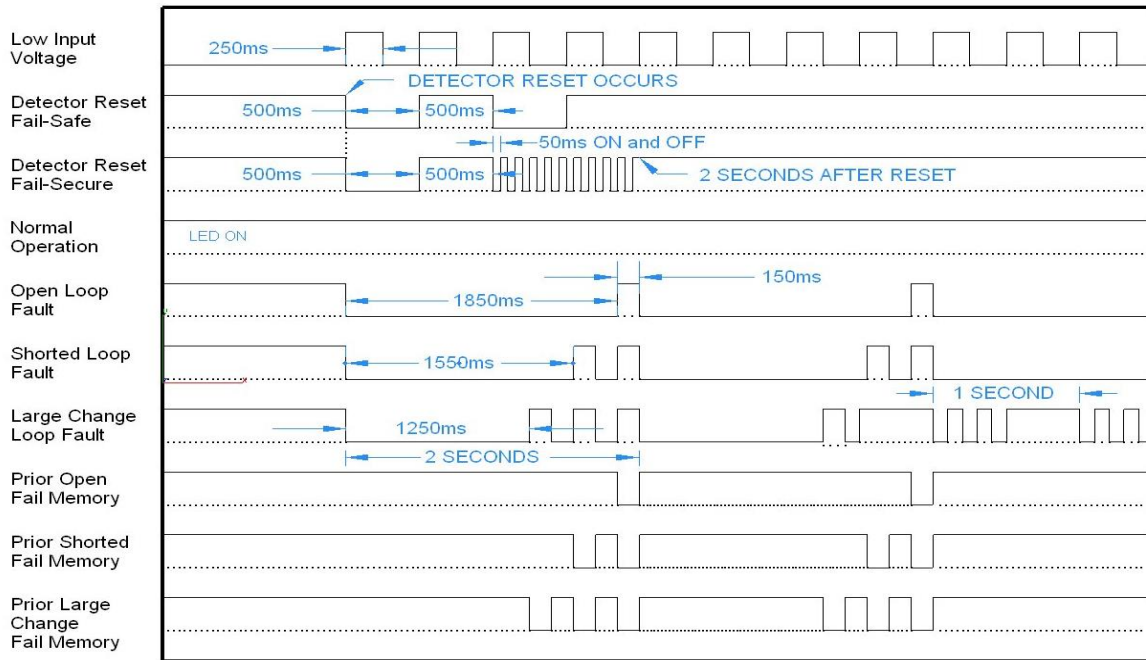 Low Input
Voltage
250ms
DETECTOR RESET OCCURS
Detector Reset
Fail-Safe
500ms
500ms
50ms ON and OFF
Detector Reset
Fail-Secure
500ms
500ms
2 SECONDS AFTER RESET
Normal
Operation
LED ON
150ms
Open Loop
Fault
1850ms
Shorted Loop
Fault
1550ms
1 SECOND
Large Change
Loop Fault
1250ms
2 SECONDS
Prior Open
Fail Memory
Prior Shorted
Fail Memory
Prior Large
Change
Fail Memory